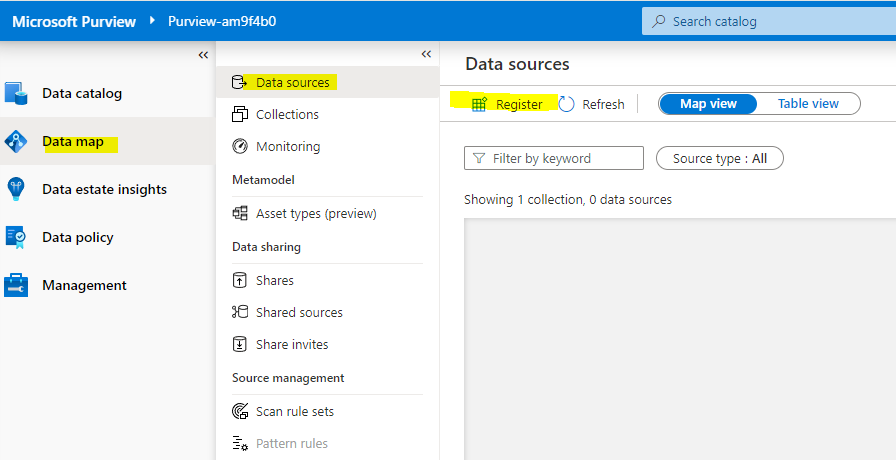 Microsoft Purview Purview-am9f4b0 Search catalog
Data catalog
Data map
Data estate insights
Data policy
Management
Data sources
Collections
Monitoring
Metamodel
Asset types (preview)
Data sharing
Shares
Shared sources
Share invites
Source management
Scan rule sets
Pattern rules
Data sources
Register Refresh Map view Table view
Filter by keyword Source type : All
Showing 1 collection, 0 data sources